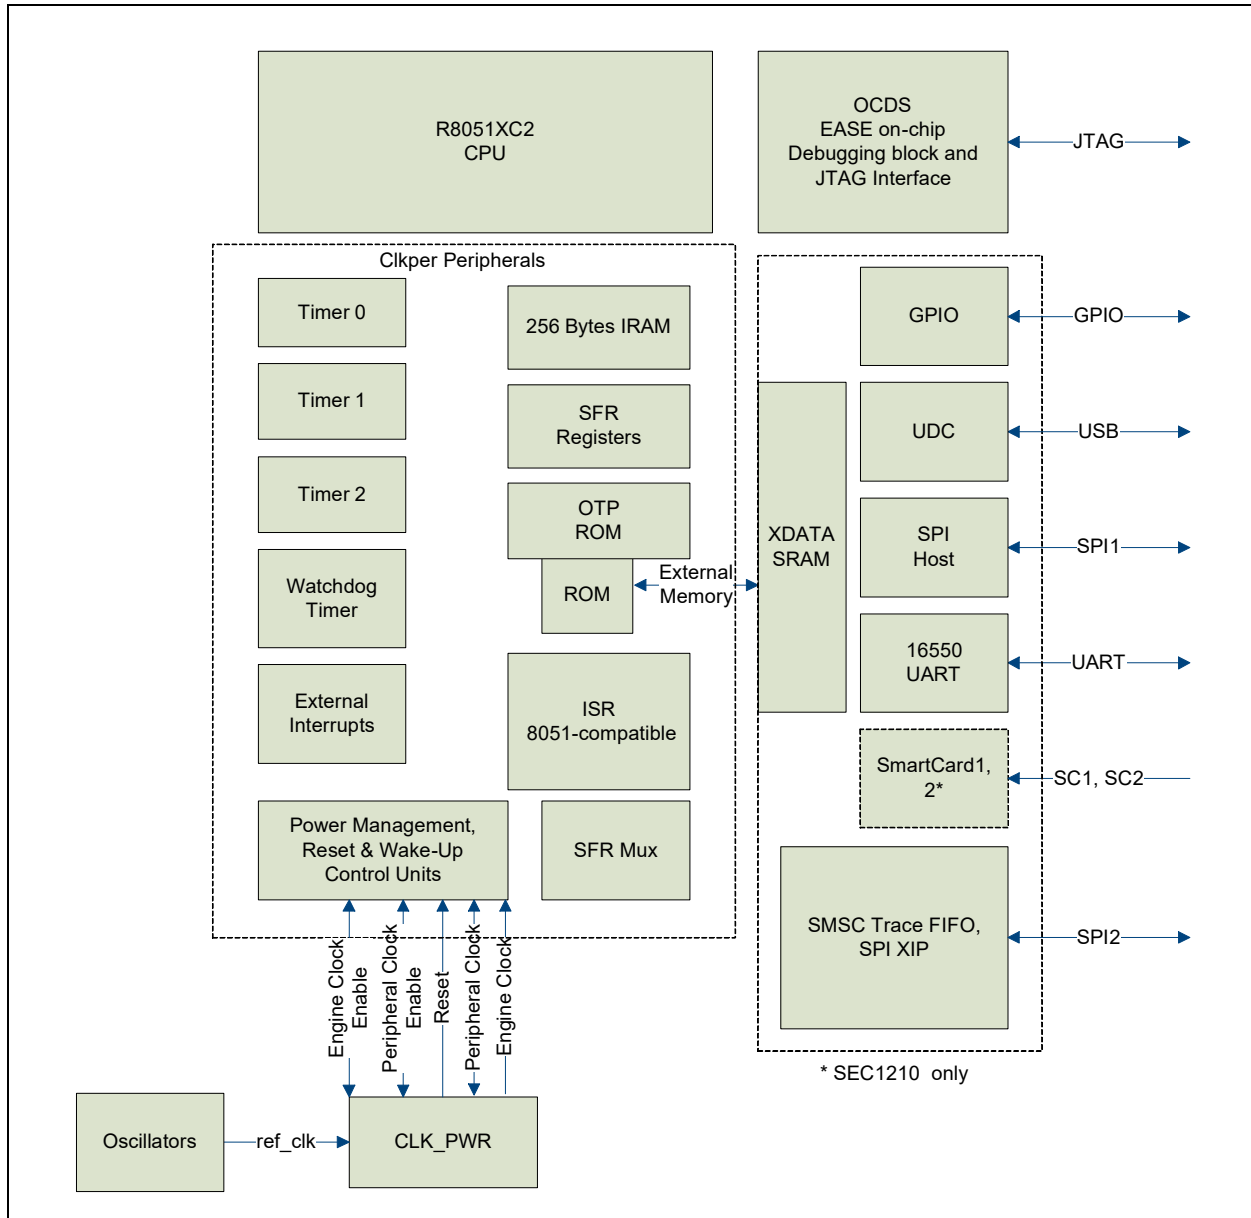 R8051XC2
CPU
OCDS
EASE on-chip
Debugging block and
JTAG Interface
JTAG
Clkper Peripherals
Timer 0
Timer 1
Timer 2
Watchdog
Timer
External
Interrupts
Power Management,
Reset & Wake-Up
Control Units
256 Bytes IRAM
SFR
Registers
OTP
ROM
ROM
External
Memory
ISR
8051-compatible
SFR Mux
XDATA
SRAM
GPIO
GPIO
UDC
USB
SPI
Host
SPI1
16550
UART
UART
SmartCard1,
2*
SC1, SC2
SMSC Trace FIFO,
SPI XIP
SPI2
* SEC1210 only
Engine Clock
Enable
Peripheral Clock
Enable
Reset
Peripheral Clock
Engine Clock
Oscillators
ref_clk
CLK_PWR